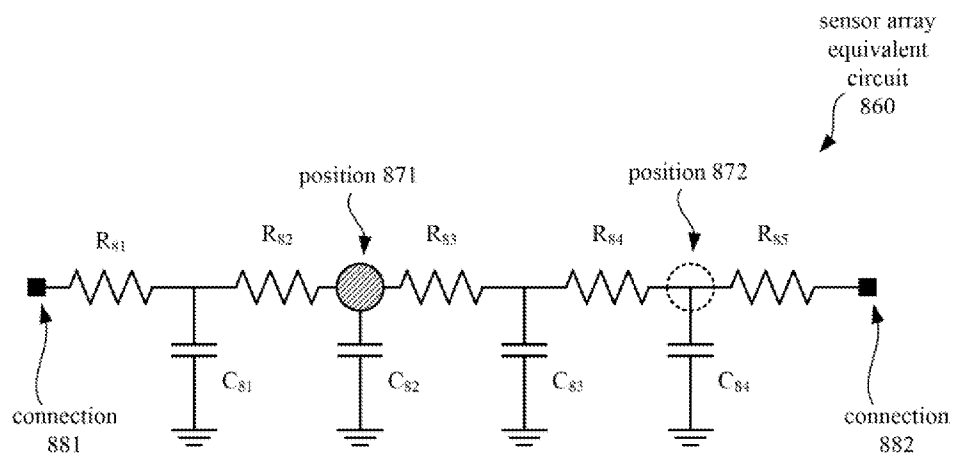 sensor array
equivalent
circuit
860
position 871
position 872
R81
R82
R83
R84
R85
C81
C82
C83
C84
connection
881
connection
882